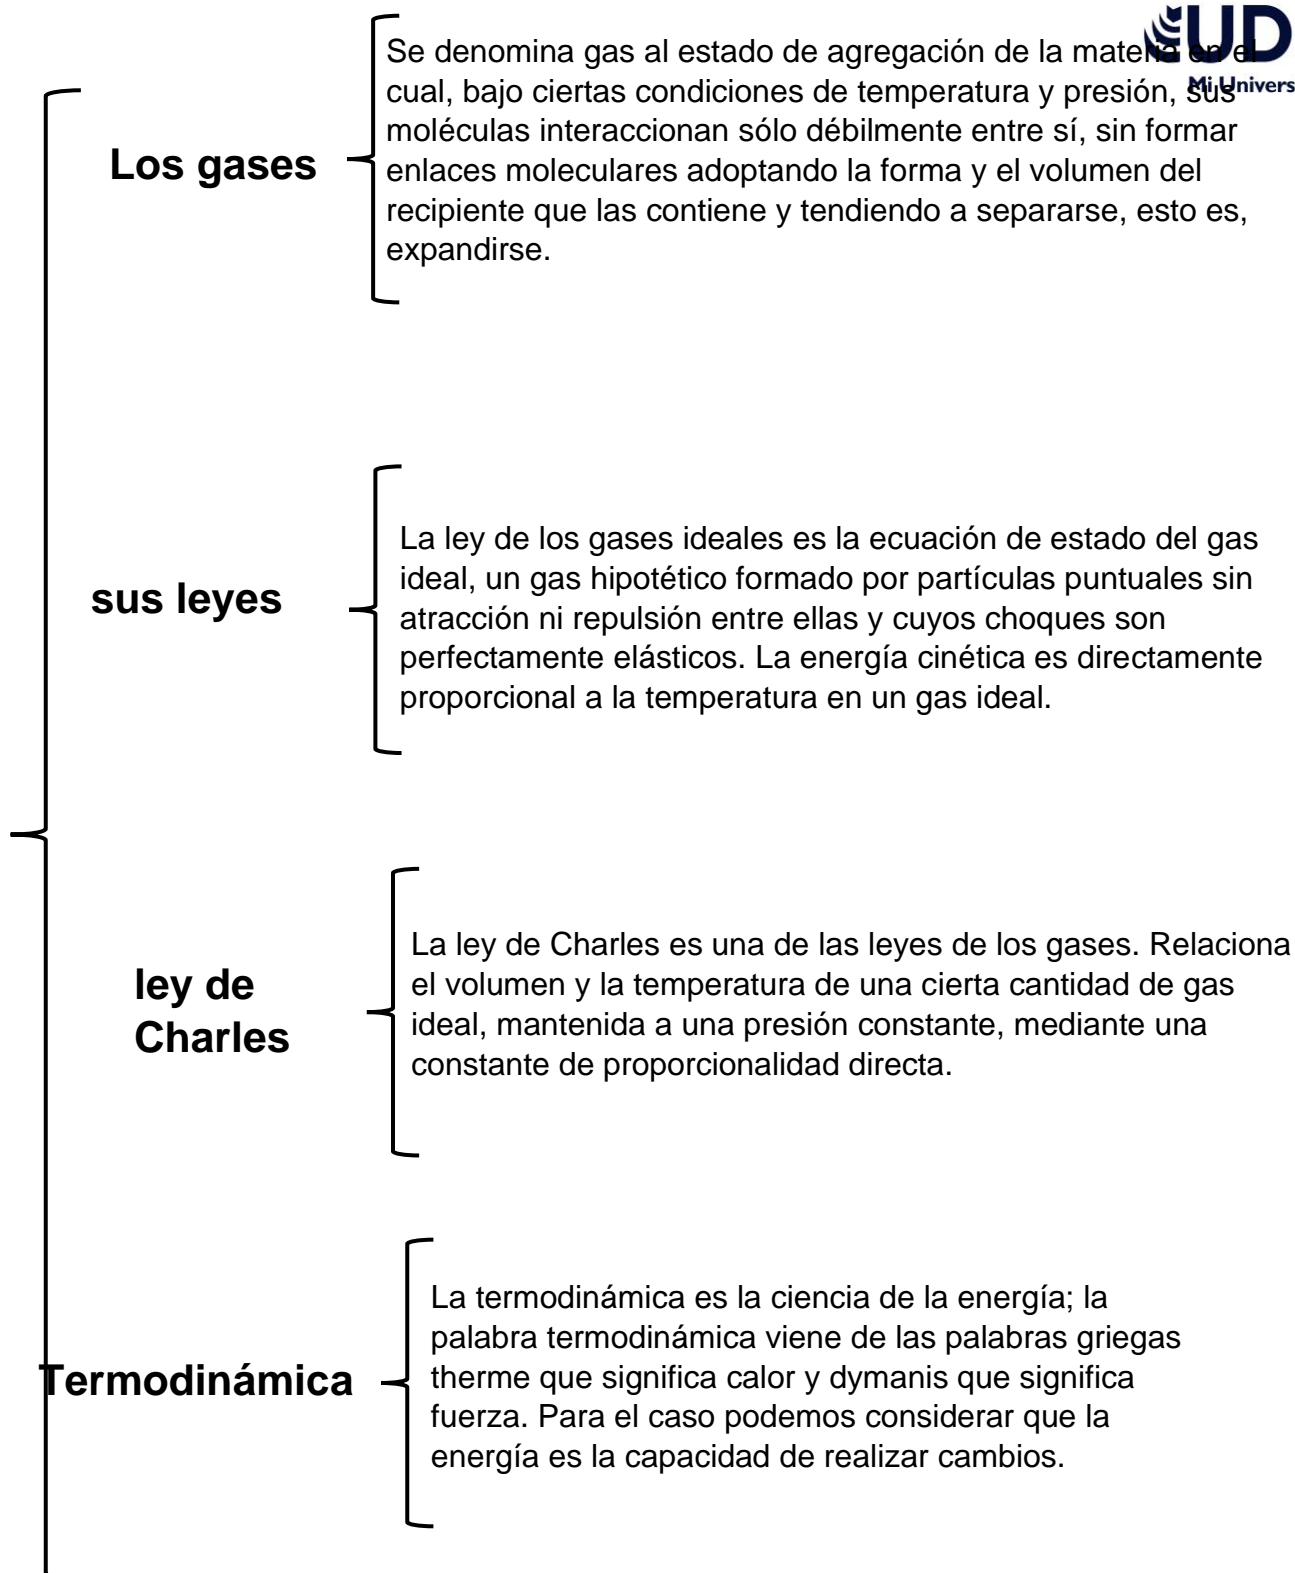 UD
Mi Univers
Los gases
Se denomina gas al estado de agregación de la materia en el
cual, bajo ciertas condiciones de temperatura y presión, sus
moléculas interaccionan sólo débilmente entre sí, sin formar
enlaces moleculares adoptando la forma y el volumen del
recipiente que las contiene y tendiendo a separarse, esto es,
expandirse.
sus leyes
La ley de los gases ideales es la ecuación de estado del gas
ideal, un gas hipotético formado por partículas puntuales sin
atracción ni repulsión entre ellas y cuyos choques son
perfectamente elásticos. La energía cinética es directamente
proporcional a la temperatura en un gas ideal.
ley de
Charles
La ley de Charles es una de las leyes de los gases. Relaciona
el volumen y la temperatura de una cierta cantidad de gas
ideal, mantenida a una presión constante, mediante una
constante de proporcionalidad directa.
Termodinámica
La termodinámica es la ciencia de la energía; la
palabra termodinámica viene de las palabras griegas
therme que significa calor y dymanis que significa
fuerza. Para el caso podemos considerar que la
energía es la capacidad de realizar cambios.